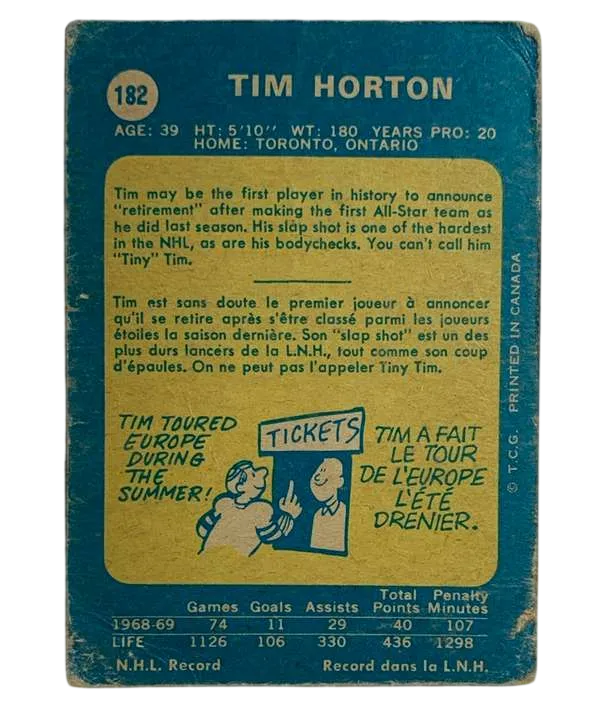 182
TIM HORTON
AGE: 39 HT: 5'10'' WT: 180 YEARS PRO: 20
HOME: TORONTO, ONTARIO
Tim may be the first player in history to announce
"retirement" after making the first All-Star team as
he did last season. His slap shot is one of the hardest
in the NHL, as are his bodychecks. You can't call him
"Tiny" Tim.
Tim est sans doute le premier joueur à annoncer
qu'il se retire après s'être classé parmi les joueurs
étoiles la saison dernière. Son "slap shot" est un des
plus durs lancers de la L.N.H., tout comme son coup
d'épaules. On ne peut pas l'appeler Tiny Tim.
TIM TOURED
EUROPE
DURING
THE
SUMMER!
TICKETS
TIM A FAIT
LE TOUR
DE L'EUROPE
L'ÉTÉ
DRENIER.
© T.C.G. PRINTED IN CANADA
Games Goals Assists Total Points Penalty Minutes
1968-69 74 11 29 40 107
LIFE 1126 106 330 436 1298
N.H.L. Record Record dans la L.N.H.